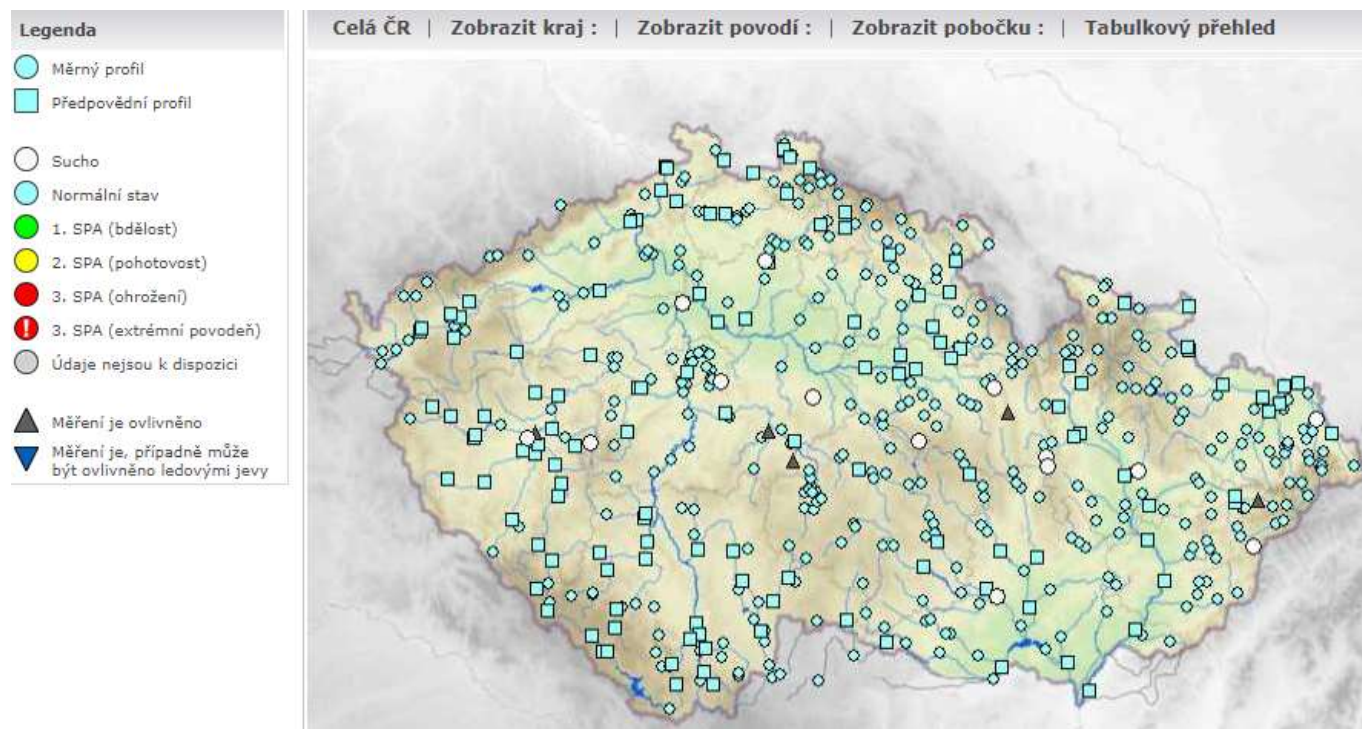 Legenda
Měrný profil
Předpovědní profil
Sucho
Normální stav
1. SPA (bdělost)
2. SPA (pohotovost)
3. SPA (ohrožení)
! 3. SPA (extrémní povodeň)
Údaje nejsou k dispozici
Měření je ovlivněno
Měření je, případně může
být ovlivněno ledovými jevy
Celá ČR | Zobrazit kraj : | Zobrazit povodí : | Zobrazit pobočku : | Tabulkový přehled